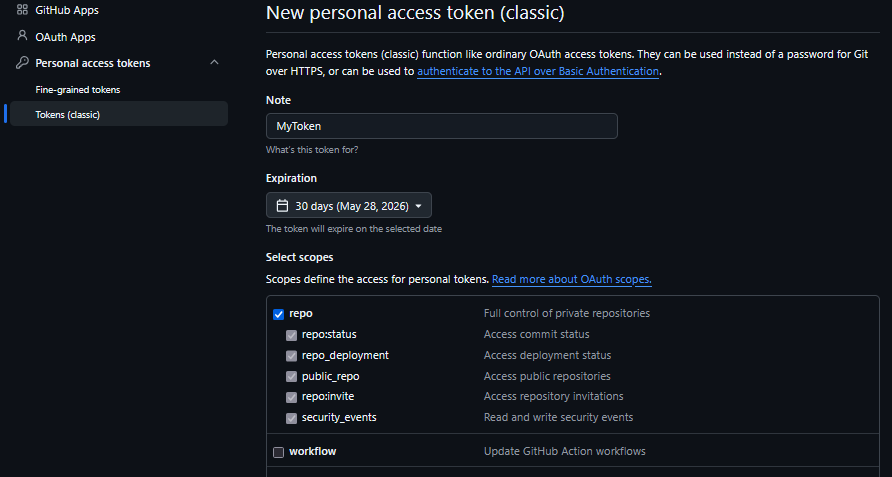 GitHub Apps
OAuth Apps
Personal access tokens
Fine-grained tokens
Tokens (classic)
New personal access token (classic)
Personal access tokens (classic) function like ordinary OAuth access tokens. They can be used instead of a password for Git
over HTTPS, or can be used to authenticate to the API over Basic Authentication.
Note
MyToken
What's this token for?
Expiration
30 days (May 28, 2026)
The token will expire on the selected date
Select scopes
Scopes define the access for personal tokens. Read more about OAuth scopes.
repo Full control of private repositories
repo:status Access commit status
repo_deployment Access deployment status
public_repo Access public repositories
repo:invite Access repository invitations
security_events Read and write security events
workflow Update GitHub Action workflows